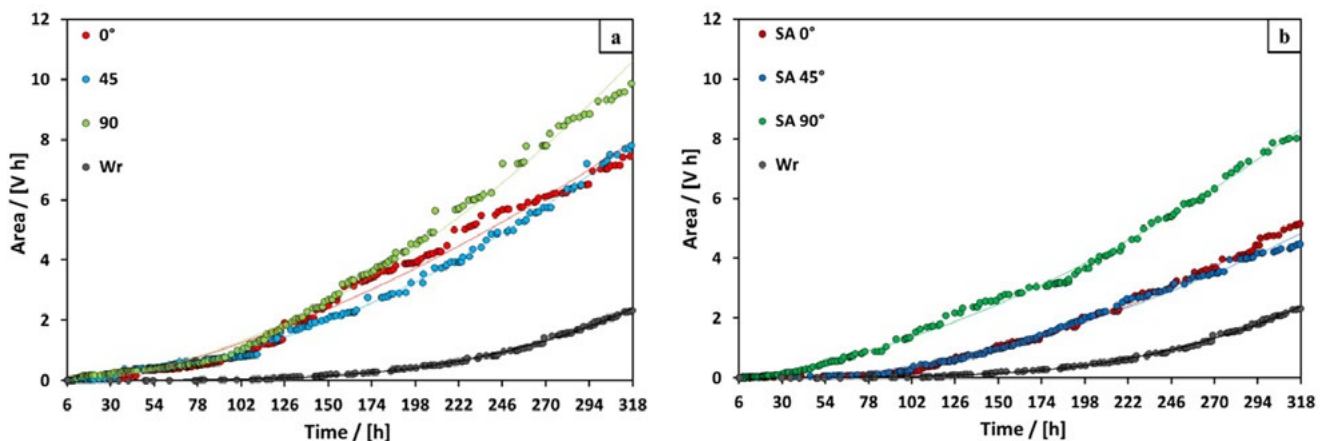 12
10
8
6
4
2
0
Area / [V h]
0°
45
90
Wr
a
6 30 54 78 102 126 150 174 198 222 246 270 294 318
Time / [h]
12
10
8
6
4
2
0
Area / [V h]
SA 0°
SA 45°
SA 90°
Wr
b
6 30 54 78 102 126 150 174 198 222 246 270 294 318
Time / [h]